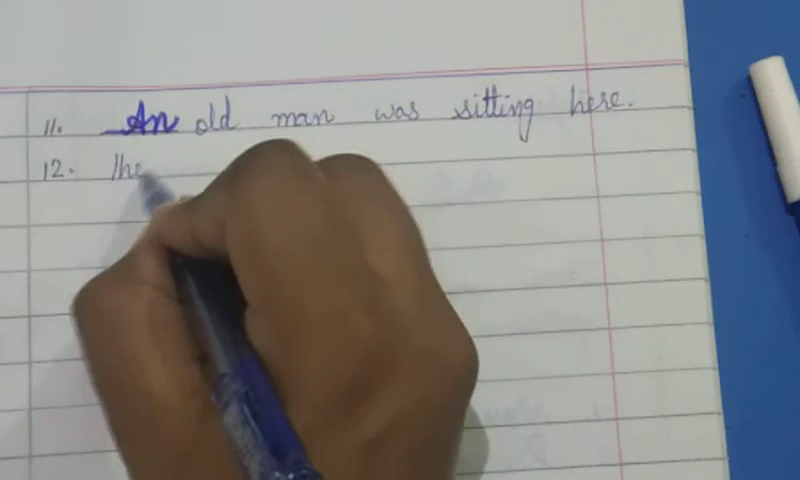 11. An old man was sitting here.
12. The